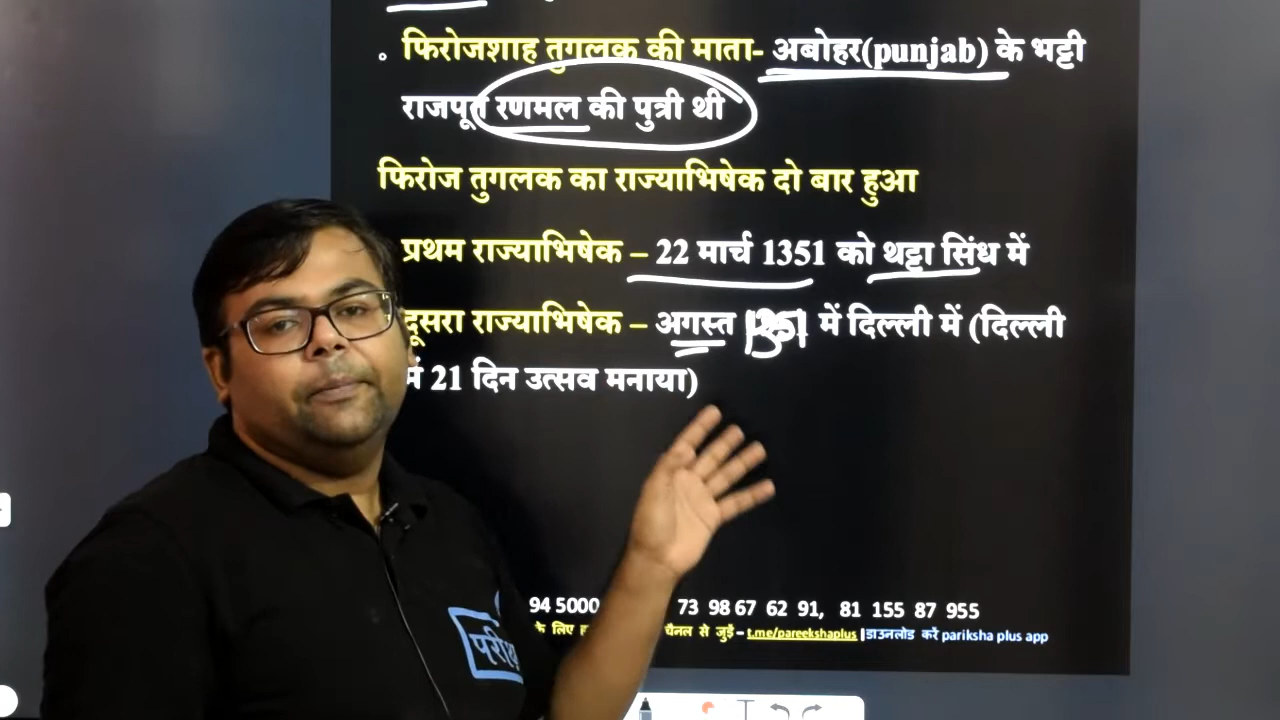 फिरोजशाह तुगलक की माता- अबोहर(punjab) के भट्टी
राजपूत रणमल की पुत्री थी
फिरोज तुगलक का राज्याभिषेक दो बार हुआ
प्रथम राज्याभिषेक – 22 मार्च 1351 को थट्टा सिंध में
दूसरा राज्याभिषेक – अगस्त 1351 में दिल्ली में (दिल्ली
में 21 दिन उत्सव मनाया)
94 5000 73 98 67 62 91, 81 155 87 955
के लिए चैनल से जुड़ें – t.me/pareekshaplus | डाउनलोड करें pariksha plus app
परीक्ष